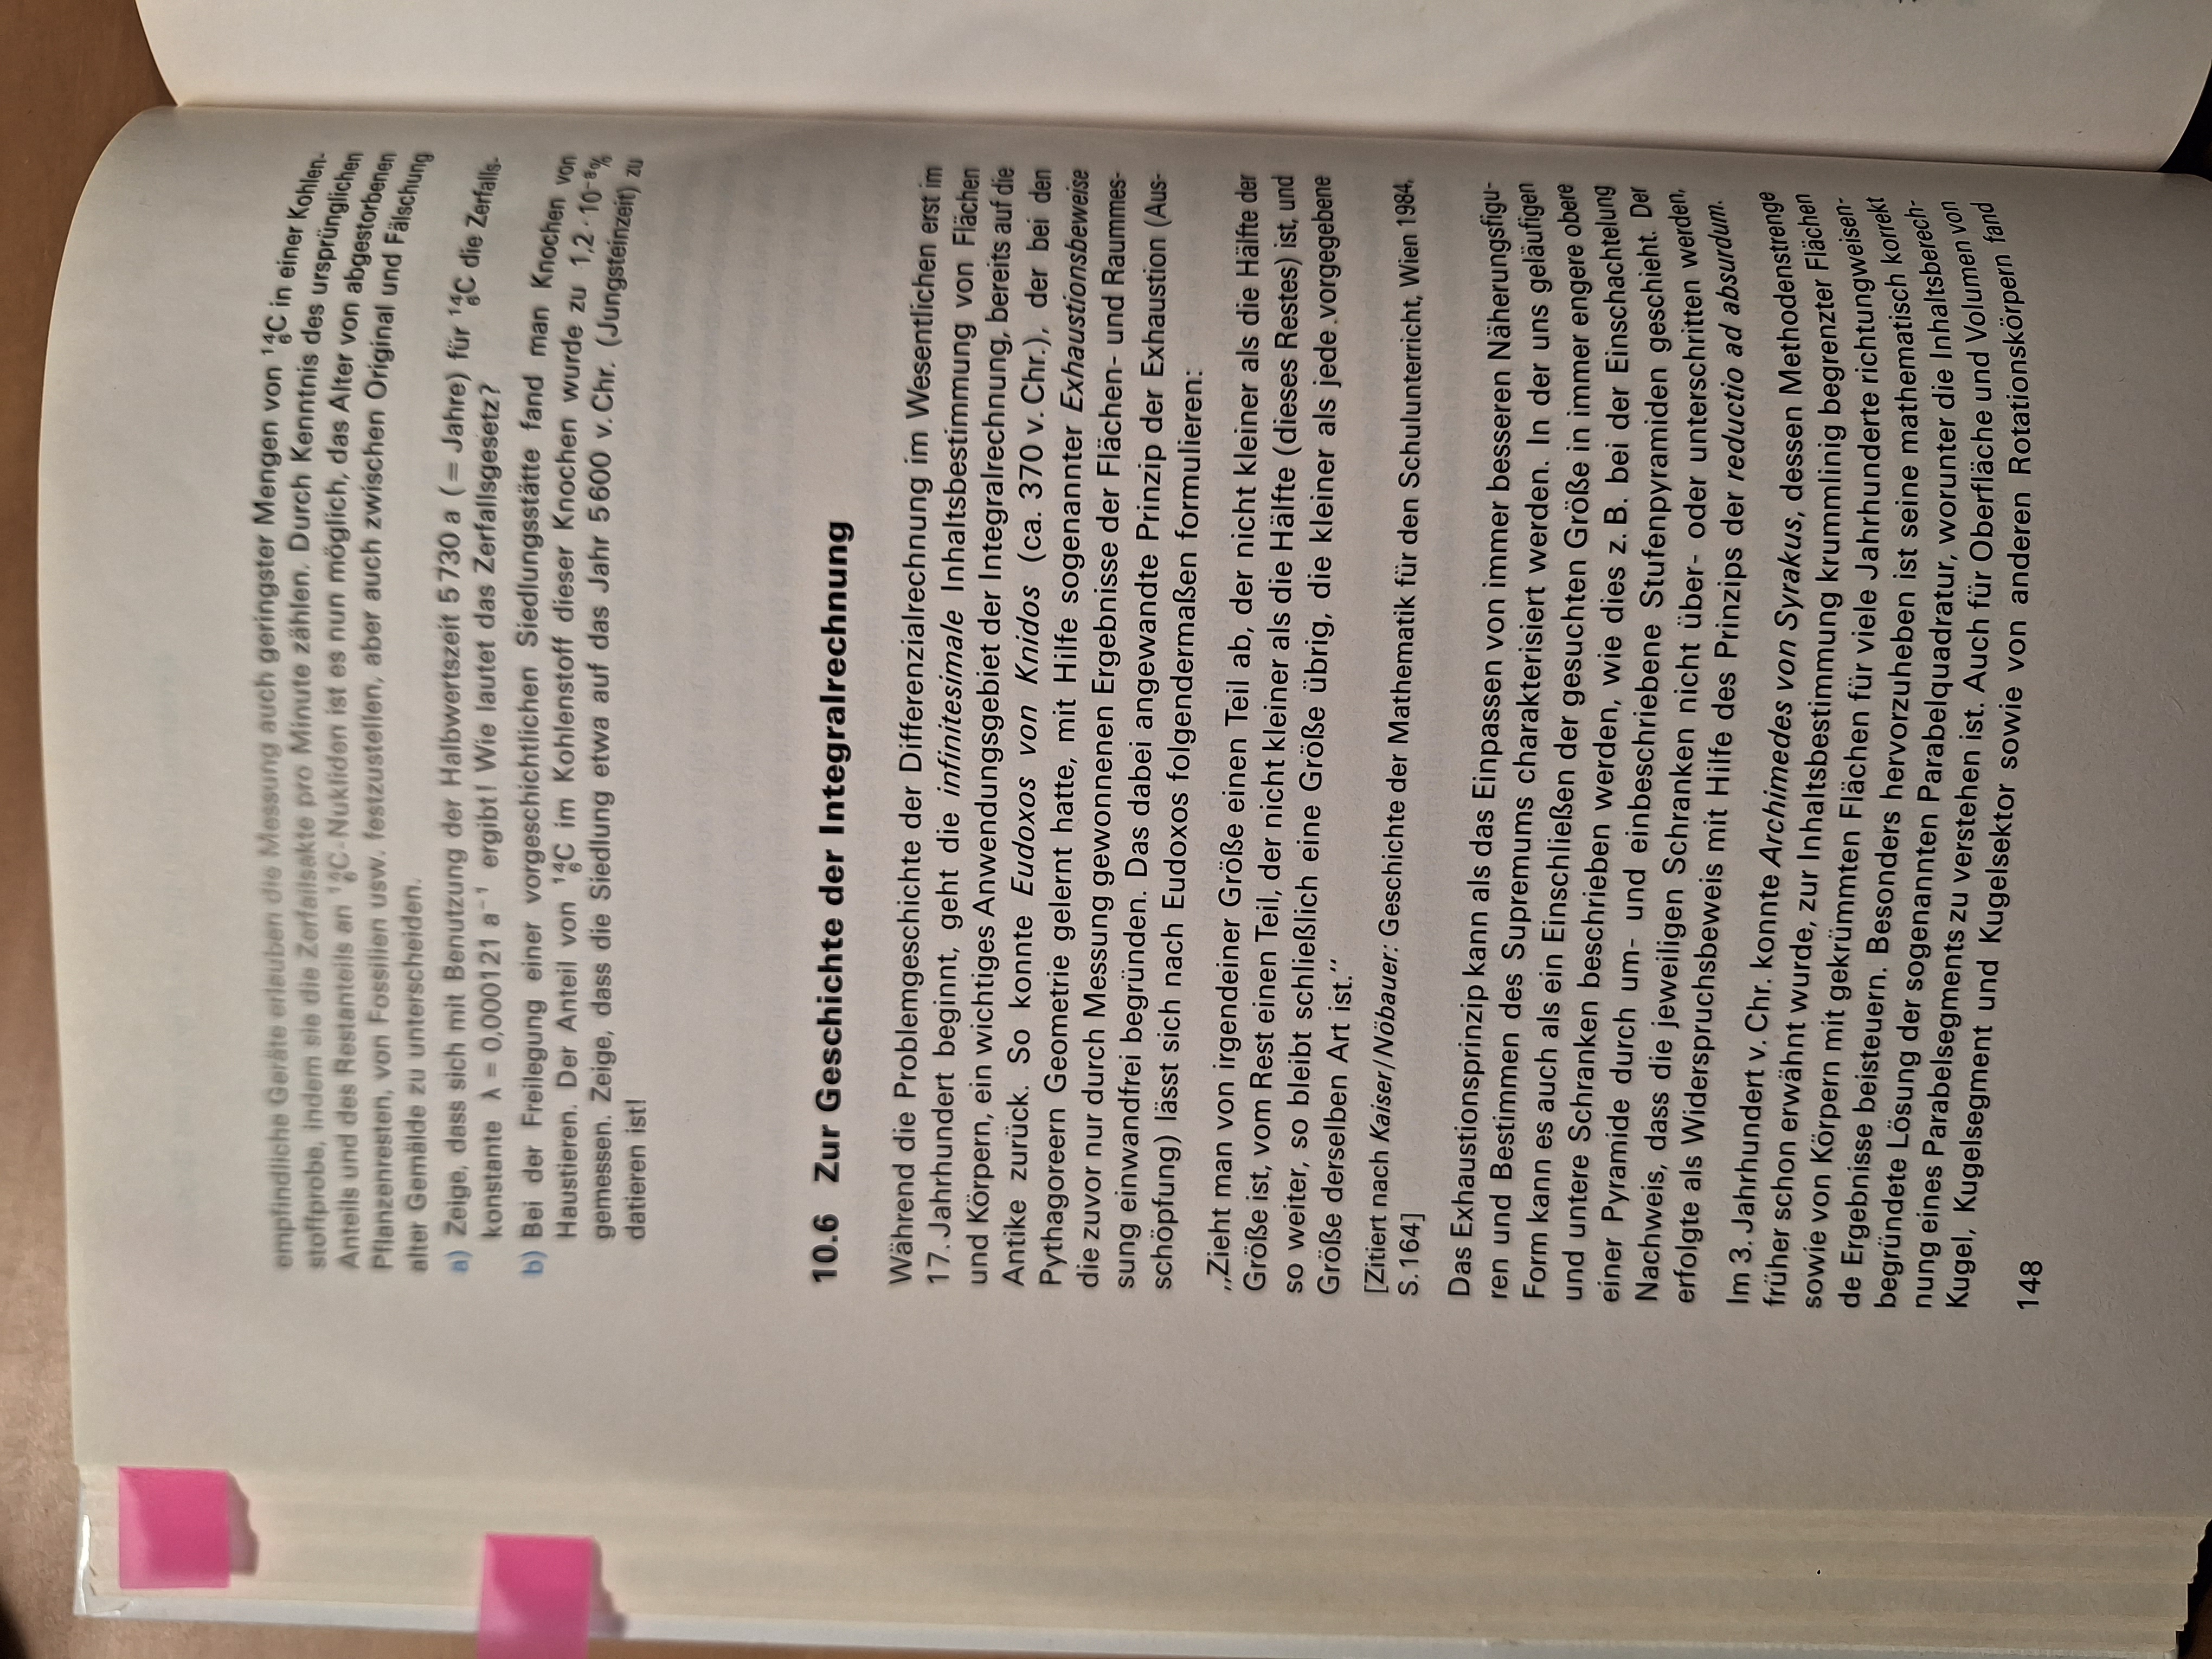 empfindliche Geräte erlauben die Messung auch geringster Mengen von ¹⁴₆C in einer Kohlen-
stoffprobe, indem sie die Zerfallsakte pro Minute zählen. Durch Kenntnis des ursprünglichen
Anteils und des Restanteils an ¹⁴₆C-Nukliden ist es nun möglich, das Alter von abgestorbenen
Pflanzenresten, von Fossilien usw. festzustellen, aber auch zwischen Original und Fälschung
alter Gemälde zu unterscheiden.
a) Zeige, dass sich mit Benutzung der Halbwertszeit 5730 a (= Jahre) für ¹⁴₆C die Zerfalls-
konstante λ = 0,000121 a⁻¹ ergibt! Wie lautet das Zerfallsgesetz?
b) Bei der Freilegung einer vorgeschichtlichen Siedlungsstätte fand man Knochen von
Haustieren. Der Anteil von ¹⁴₆C im Kohlenstoff dieser Knochen wurde zu 1,2 · 10⁻⁸%
gemessen. Zeige, dass die Siedlung etwa auf das Jahr 5600 v. Chr. (Jungsteinzeit) zu
datieren ist!
10.6 Zur Geschichte der Integralrechnung
Während die Problemgeschichte der Differenzialrechnung im Wesentlichen erst im
17. Jahrhundert beginnt, geht die infinitesimale Inhaltsbestimmung von Flächen
und Körpern, ein wichtiges Anwendungsgebiet der Integralrechnung, bereits auf die
Antike zurück. So konnte Eudoxos von Knidos (ca. 370 v. Chr.), der bei den
Pythagoreern Geometrie gelernt hatte, mit Hilfe sogenannter Exhaustionsbeweise
die zuvor nur durch Messung gewonnenen Ergebnisse der Flächen- und Raummes-
sung einwandfrei begründen. Das dabei angewandte Prinzip der Exhaustion (Aus-
schöpfung) lässt sich nach Eudoxos folgendermaßen formulieren:
„Zieht man von irgendeiner Größe einen Teil ab, der nicht kleiner als die Hälfte der
Größe ist, vom Rest einen Teil, der nicht kleiner als die Hälfte (dieses Restes) ist, und
so weiter, so bleibt schließlich eine Größe übrig, die kleiner als jede vorgegebene
Größe derselben Art ist.“
[Zitiert nach Kaiser/Nöbauer: Geschichte der Mathematik für den Schulunterricht, Wien 1984,
S. 164]
Das Exhaustionsprinzip kann als das Einpassen von immer besseren Näherungsfigu-
ren und Bestimmen des Supremums charakterisiert werden. In der uns geläufigen
Form kann es auch als ein Einschließen der gesuchten Größe in immer engere obere
und untere Schranken beschrieben werden, wie dies z. B. bei der Einschachtelung
einer Pyramide durch um- und einbeschriebene Stufenpyramiden geschieht. Der
Nachweis, dass die jeweiligen Schranken nicht über- oder unterschritten werden,
erfolgte als Widerspruchsbeweis mit Hilfe des Prinzips der reductio ad absurdum.
Im 3. Jahrhundert v. Chr. konnte Archimedes von Syrakus, dessen Methodenstrenge
früher schon erwähnt wurde, zur Inhaltsbestimmung krummlinig begrenzter Flächen
sowie von Körpern mit gekrümmten Flächen für viele Jahrhunderte richtungweisen-
de Ergebnisse beisteuern. Besonders hervorzuheben ist seine mathematisch korrekt
begründete Lösung der sogenannten Parabelquadratur, worunter die Inhaltsberech-
nung eines Parabelsegments zu verstehen ist. Auch für Oberfläche und Volumen von
Kugel, Kugelsegment und Kugelsektor sowie von anderen Rotationskörpern fand
148